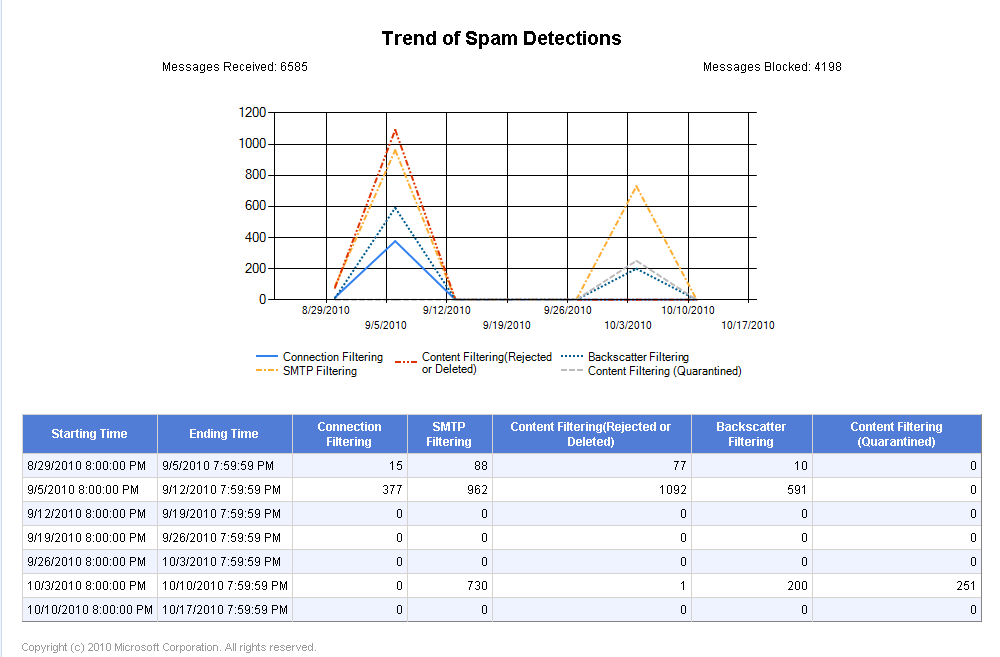 Trend of Spam Detections
Messages Received: 6585 Messages Blocked: 4198
1200
1000
800
600
400
200
0
8/29/2010 9/12/2010 9/26/2010 10/10/2010
9/5/2010 9/19/2010 10/3/2010 10/17/2010
Connection Filtering
SMTP Filtering
Content Filtering(Rejected
or Deleted)
Backscatter Filtering
Content Filtering (Quarantined)
Starting Time Ending Time Connection Filtering SMTP Filtering Content Filtering(Rejected or Deleted) Backscatter Filtering Content Filtering (Quarantined)
8/29/2010 8:00:00 PM 9/5/2010 7:59:59 PM 15 88 77 10 0
9/5/2010 8:00:00 PM 9/12/2010 7:59:59 PM 377 962 1092 591 0
9/12/2010 8:00:00 PM 9/19/2010 7:59:59 PM 0 0 0 0 0
9/19/2010 8:00:00 PM 9/26/2010 7:59:59 PM 0 0 0 0 0
9/26/2010 8:00:00 PM 10/3/2010 7:59:59 PM 0 0 0 0 0
10/3/2010 8:00:00 PM 10/10/2010 7:59:59 PM 0 730 1 200 251
10/10/2010 8:00:00 PM 10/17/2010 7:59:59 PM 0 0 0 0 0
Copyright (c) 2010 Microsoft Corporation. All rights reserved.